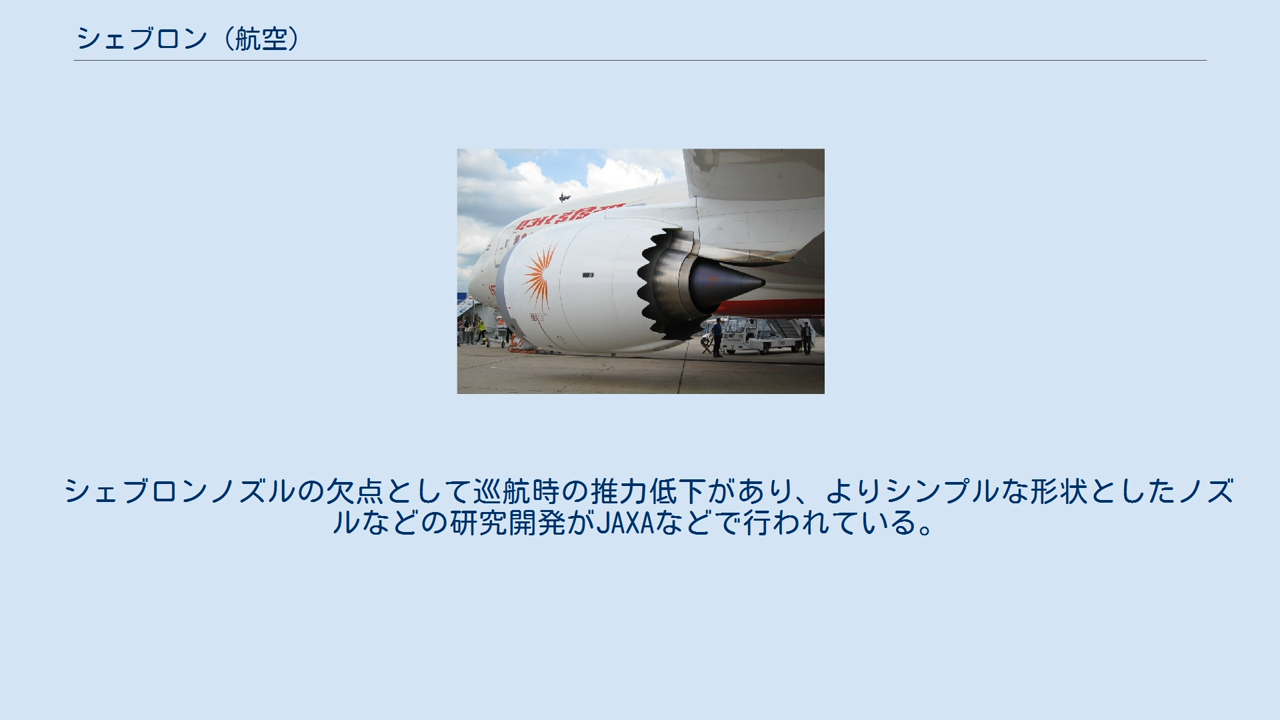 シェブロン（航空）
シェブロンノズルの欠点として巡航時の推力低下があり、よりシンプルな形状としたノズ
ルなどの研究開発がJAXAなどで行われている。